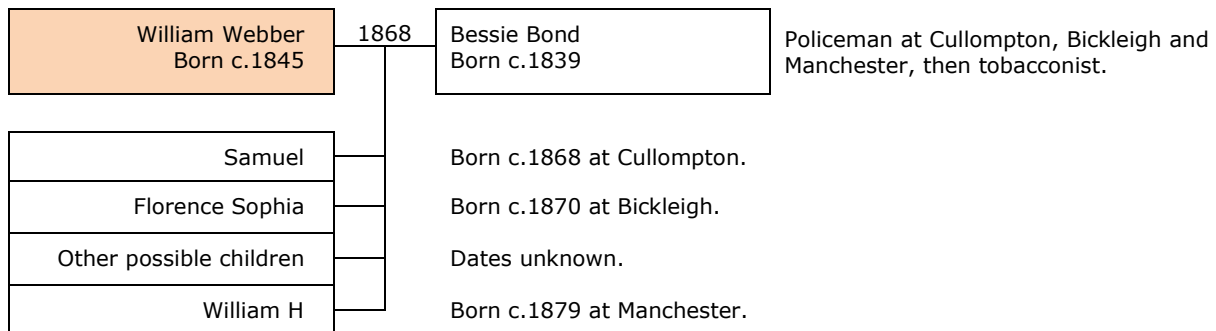 William Webber
Born c.1845
1868
Bessie Bond
Born c.1839
Policeman at Cullompton, Bickleigh and
Manchester, then tobacconist.
Samuel
Born c.1868 at Cullompton.
Florence Sophia
Born c.1870 at Bickleigh.
Other possible children
Dates unknown.
William H
Born c.1879 at Manchester.